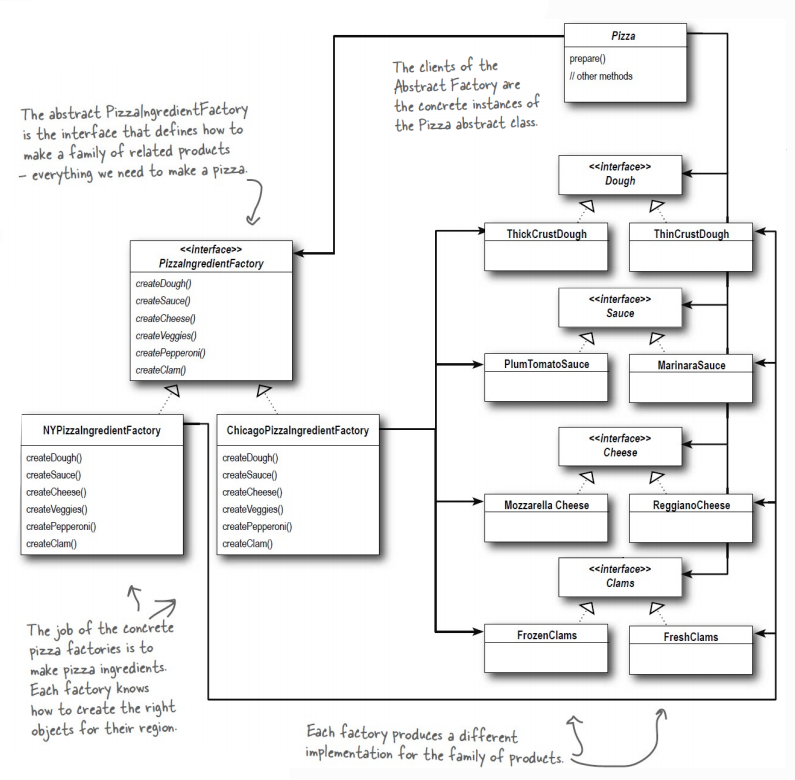 Pizza
prepare()
// other methods
The clients of the
Abstract Factory are
the concrete instances of
the Pizza abstract class.
The abstract PizzaIngredientFactory
is the interface that defines how to
make a family of related products
– everything we need to make a pizza.
<<interface>>
Dough
ThickCrustDough
ThinCrustDough
<<interface>>
PizzaIngredientFactory
createDough()
createSauce()
createCheese()
createVeggies()
createPepperoni()
createClam()
<<interface>>
Sauce
PlumTomatoSauce
MarinaraSauce
NYPizzaIngredientFactory
createDough()
createSauce()
createCheese()
createVeggies()
createPepperoni()
createClam()
ChicagoPizzaIngredientFactory
createDough()
createSauce()
createCheese()
createVeggies()
createPepperoni()
createClam()
<<interface>>
Cheese
Mozzarella Cheese
ReggianoCheese
<<interface>>
Clams
FrozenClams
FreshClams
The job of the concrete
pizza factories is to
make pizza ingredients.
Each factory knows
how to create the right
objects for their region.
Each factory produces a different
implementation for the family of products.